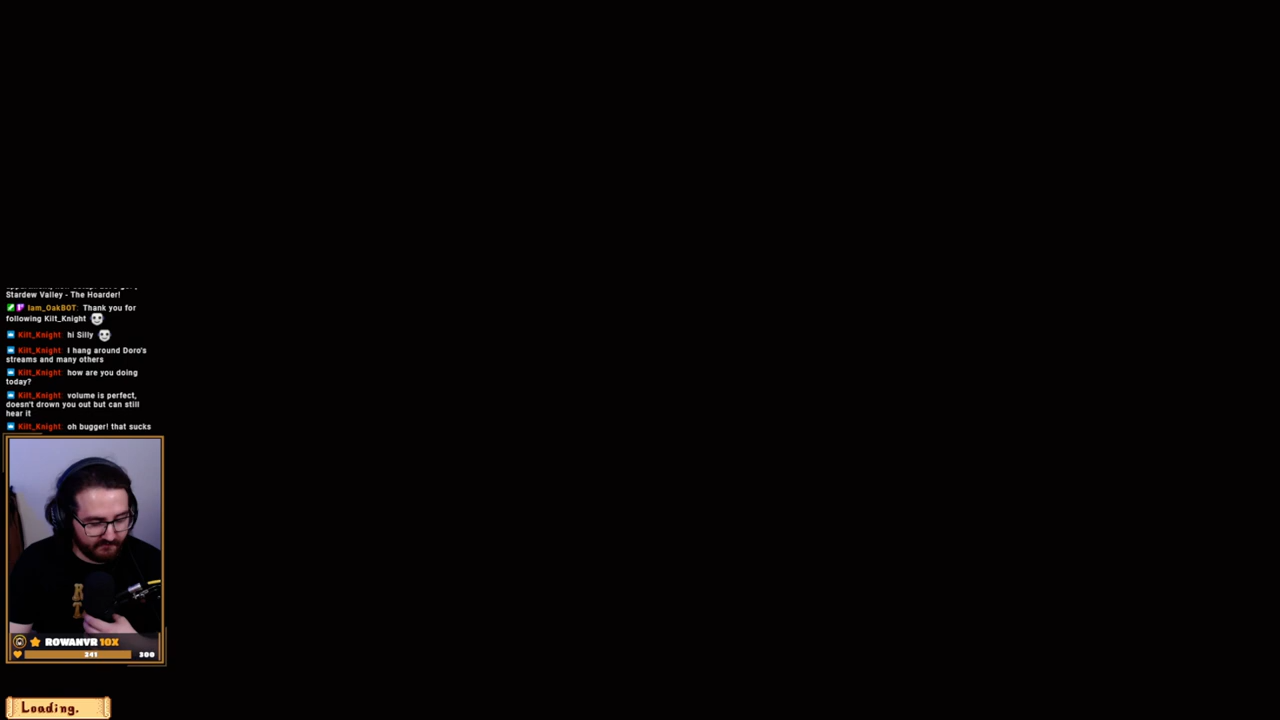 Stardew Valley - The Hoarder!
Iam_OakBOT: Thank you for
following Kilt_Knight
Kilt_Knight: hi Silly
Kilt_Knight: I hang around Doro's
streams and many others
Kilt_Knight: how are you doing
today?
Kilt_Knight: volume is perfect,
doesn't drown you out but can still
hear it
Kilt_Knight: oh bugger! that sucks
ROWANVR 10X
241 300
Loading.